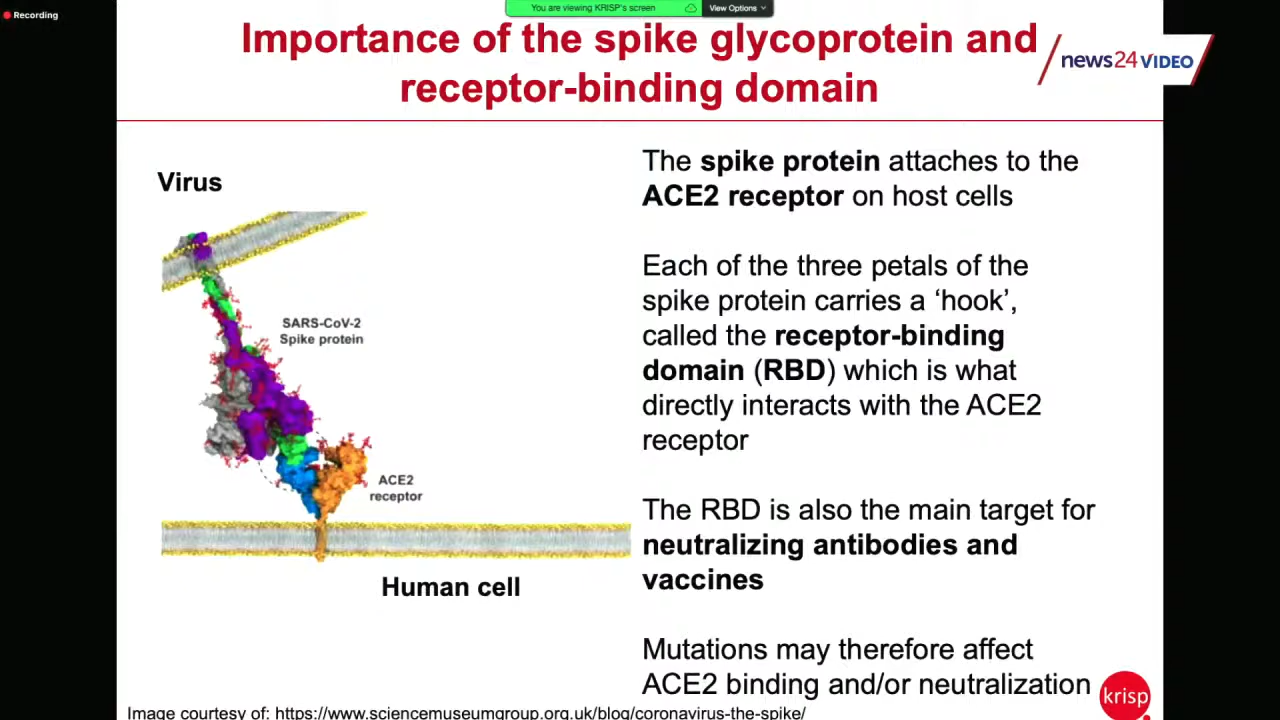 Recording
You are viewing KRISP's screen
View Options
Importance of the spike glycoprotein and
receptor-binding domain
news24 VIDEO
Virus
SARS-CoV-2
Spike protein
ACE2
receptor
Human cell
The spike protein attaches to the
ACE2 receptor on host cells
Each of the three petals of the
spike protein carries a ‘hook’,
called the receptor-binding
domain (RBD) which is what
directly interacts with the ACE2
receptor
The RBD is also the main target for
neutralizing antibodies and
vaccines
Mutations may therefore affect
ACE2 binding and/or neutralization
krisp
Image courtesy of: https://www.sciencemuseumgroup.org.uk/blog/coronavirus-the-spike/